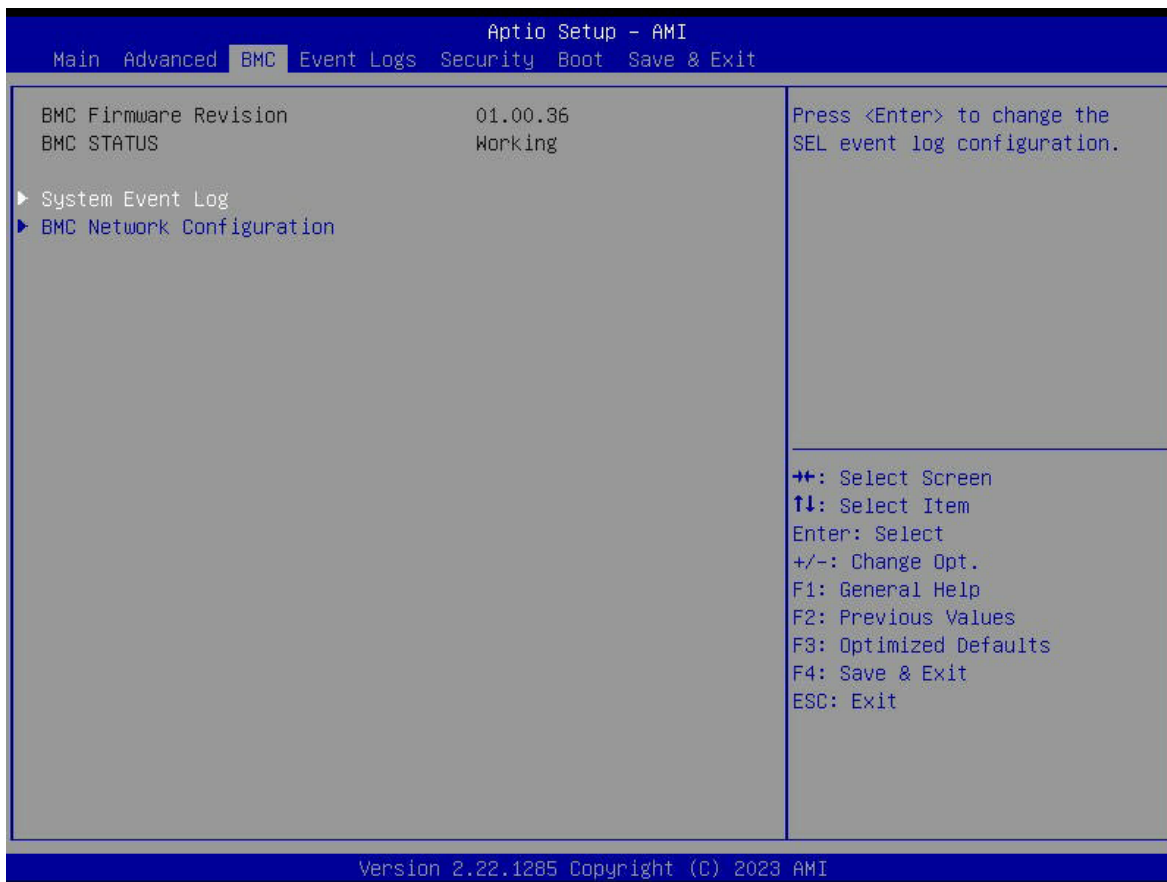 Aptio Setup – AMI
Main Advanced BMC Event Logs Security Boot Save & Exit
BMC Firmware Revision 01.00.36
BMC STATUS Working
System Event Log
BMC Network Configuration
Press <Enter> to change the
SEL event log configuration.
→←: Select Screen
↑↓: Select Item
Enter: Select
+/-: Change Opt.
F1: General Help
F2: Previous Values
F3: Optimized Defaults
F4: Save & Exit
ESC: Exit
Version 2.22.1285 Copyright (C) 2023 AMI